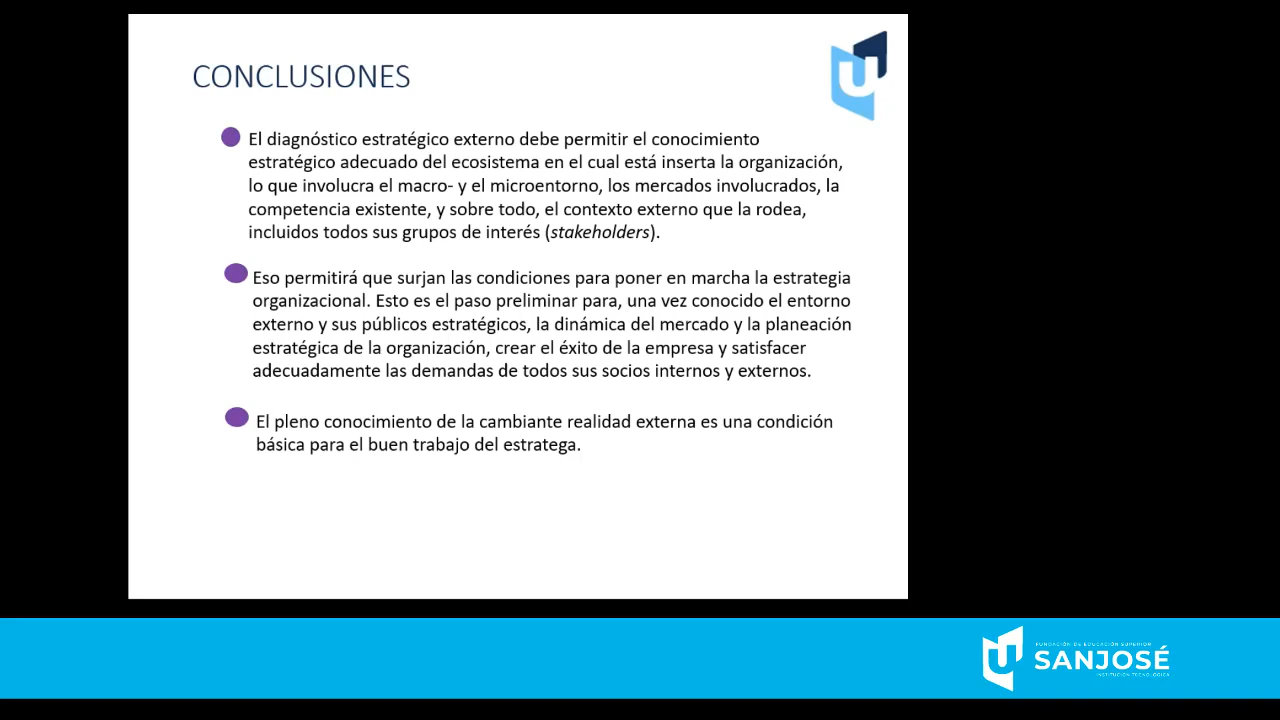 CONCLUSIONES
El diagnóstico estratégico externo debe permitir el conocimiento
estratégico adecuado del ecosistema en el cual está inserta la organización,
lo que involucra el macro- y el microentorno, los mercados involucrados, la
competencia existente, y sobre todo, el contexto externo que la rodea,
incluidos todos sus grupos de interés (stakeholders).
Eso permitirá que surjan las condiciones para poner en marcha la estrategia
organizacional. Esto es el paso preliminar para, una vez conocido el entorno
externo y sus públicos estratégicos, la dinámica del mercado y la planeación
estratégica de la organización, crear el éxito de la empresa y satisfacer
adecuadamente las demandas de todos sus socios internos y externos.
El pleno conocimiento de la cambiante realidad externa es una condición
básica para el buen trabajo del estratega.
FUNDACIÓN DE EDUCACIÓN SUPERIOR
SANJOSÉ
INSTITUCIÓN TECNOLÓGICA